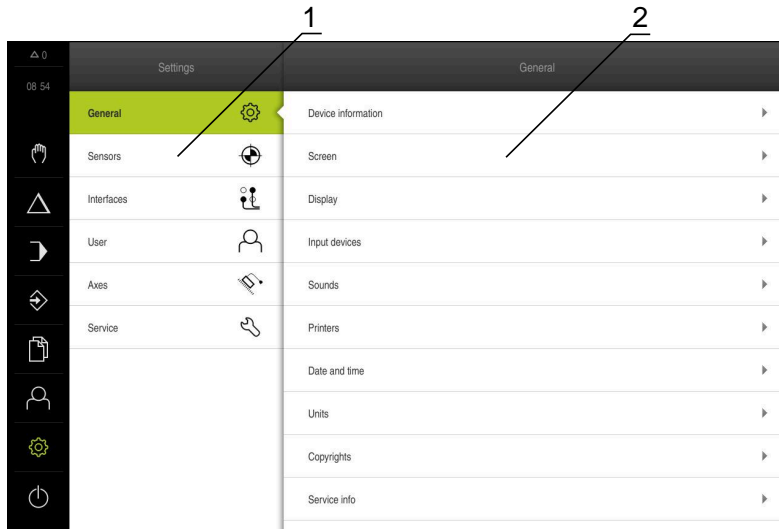 1
2
0
08 54
Settings
General
General
Sensors
Interfaces
User
Axes
Service
Device information
Screen
Display
Input devices
Sounds
Printers
Date and time
Units
Copyrights
Service info